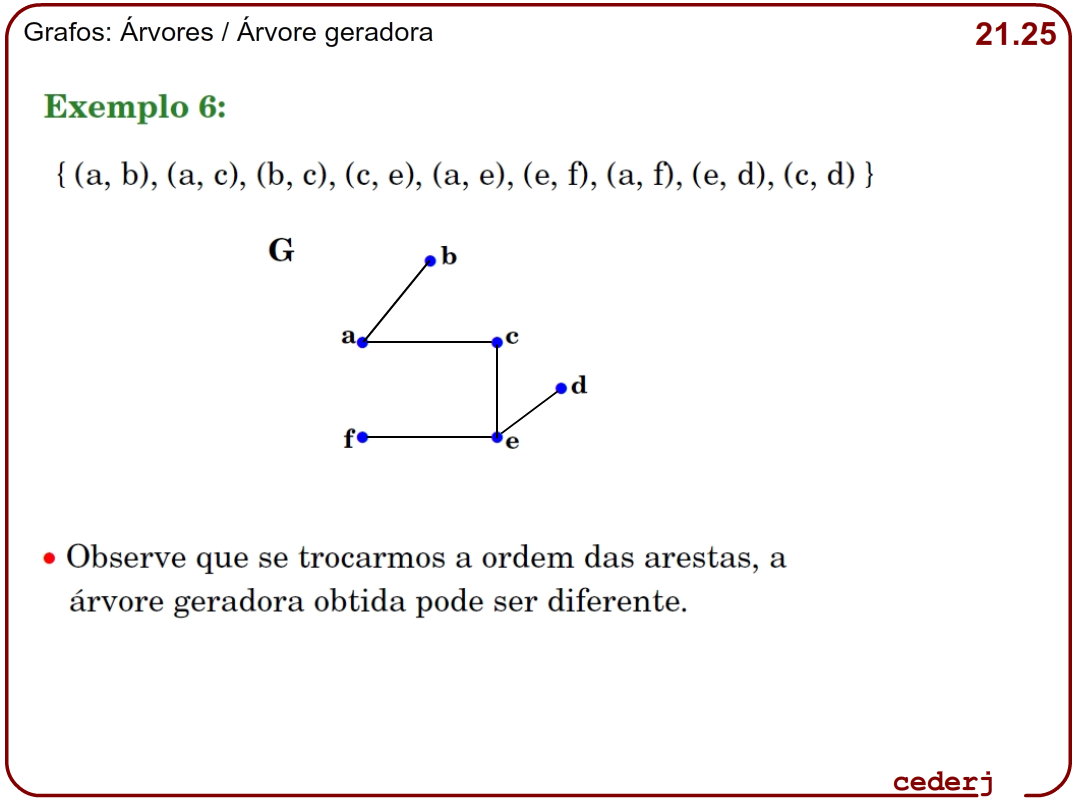 Grafos: Árvores / Árvore geradora
21.25
Exemplo 6:
{ (a, b), (a, c), (b, c), (c, e), (a, e), (e, f), (a, f), (e, d), (c, d) }
G
b
a
c
d
f
e
• Observe que se trocarmos a ordem das arestas, a
árvore geradora obtida pode ser diferente.
cederj